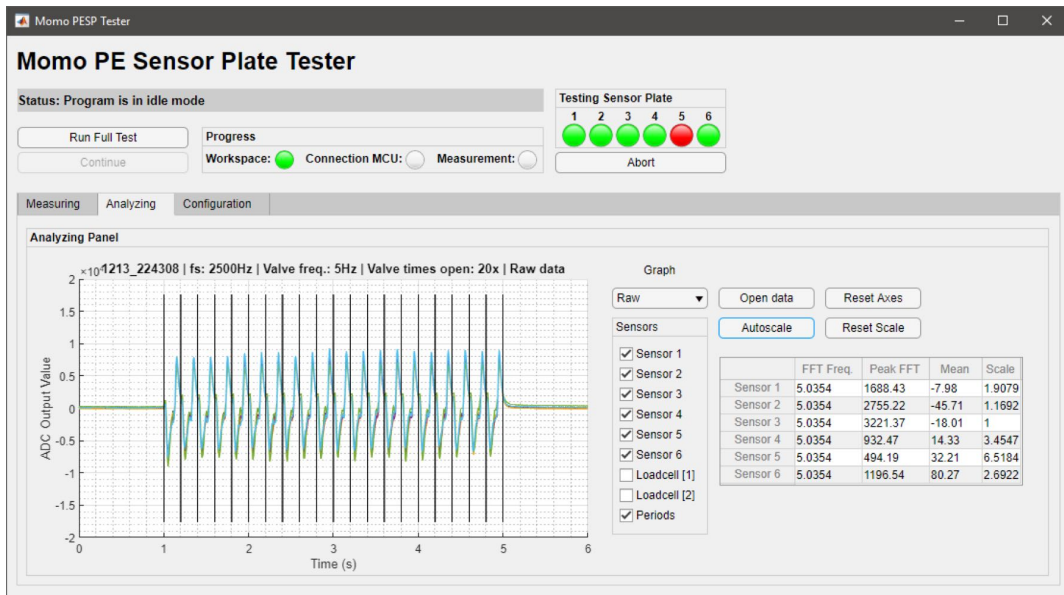 Momo PESP Tester
Momo PE Sensor Plate Tester
Status: Program is in idle mode
Testing Sensor Plate
1 2 3 4 5 6
Run Full Test
Continue
Progress
Workspace: Connection MCU: Measurement:
Abort
Measuring Analyzing Configuration
Analyzing Panel
×10⁴ 1213_224308 | fs: 2500Hz | Valve freq.: 5Hz | Valve times open: 20x | Raw data
2
1.5
1
0.5
0
-0.5
-1
-1.5
-2
ADC Output Value
0 1 2 3 4 5 6
Time (s)
Graph
Raw
Open data
Reset Axes
Autoscale
Reset Scale
Sensors
Sensor 1
Sensor 2
Sensor 3
Sensor 4
Sensor 5
Sensor 6
Loadcell [1]
Loadcell [2]
Periods
FFT Freq. Peak FFT Mean Scale
Sensor 1 5.0354 1688.43 -7.98 1.9079
Sensor 2 5.0354 2755.22 -45.71 1.1692
Sensor 3 5.0354 3221.37 -18.01 1
Sensor 4 5.0354 932.47 14.33 3.4547
Sensor 5 5.0354 494.19 32.21 6.5184
Sensor 6 5.0354 1196.54 80.27 2.6922